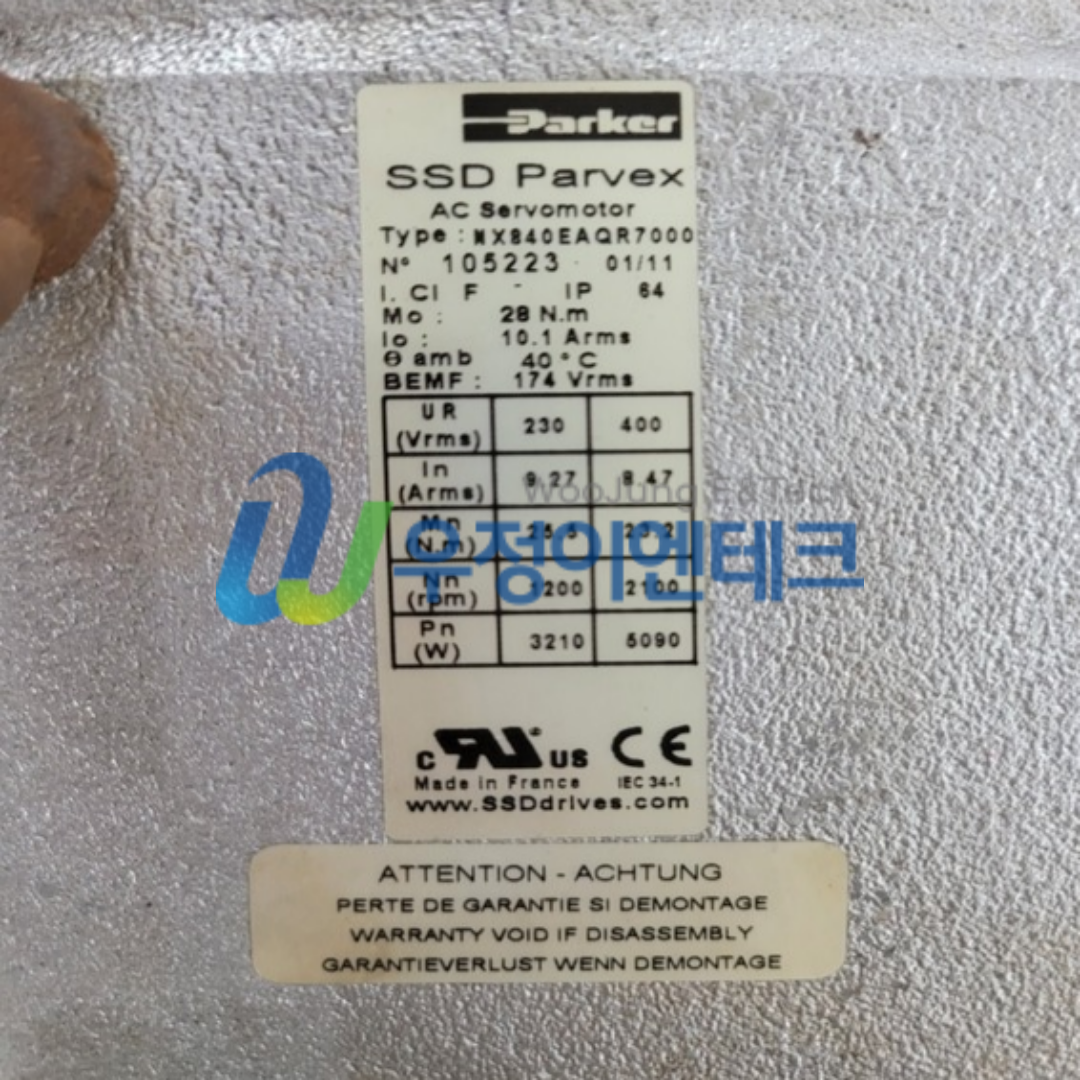 Parker
SSD Parvex
AC Servomotor
Type : NX840EAQR7000
N° 105223 01/11
I. Cl F - IP 64
Mo : 28 N.m
Io : 10.1 Arms
Θ amb 40 ° C
BEMF : 174 Vrms
UR (Vrms) 230 400
In (Arms) 9.27 8.47
Mn (N.m)
Nn (rpm) 1200 2100
Pn (W) 3210 5090
WooJung E&Tech
우정이엔테크
c US CE
Made in France IEC 34-1
www.SSDdrives.com
ATTENTION - ACHTUNG
PERTE DE GARANTIE SI DEMONTAGE
WARRANTY VOID IF DISASSEMBLY
GARANTIEVERLUST WENN DEMONTAGE